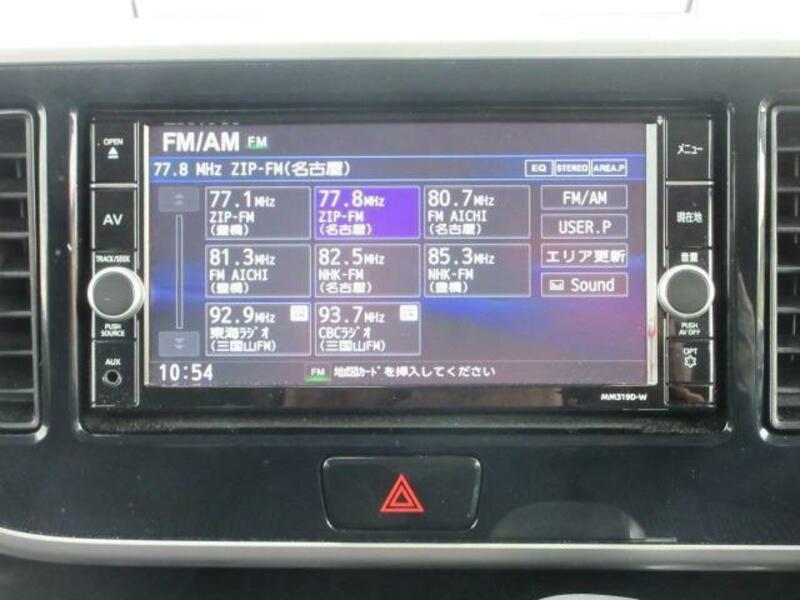 OPEN
AV
TRACK/SEEK
PUSH
SOURCE
AUX
FM/AM FM
77.8 MHz ZIP-FM(名古屋)
EQ STEREO AREA.P
77.1MHz
ZIP-FM
(豊橋)
77.8MHz
ZIP-FM
(名古屋)
80.7MHz
FM AICHI
(名古屋)
FM/AM
USER.P
81.3MHz
FM AICHI
(豊橋)
82.5MHz
NHK-FM
(名古屋)
85.3MHz
NHK-FM
(豊橋)
エリア更新
Sound
92.9MHz
東海ラジオ
(三国山FM)
93.7MHz
CBCラジオ
(三国山FM)
10:54
FM 地図カードを挿入してください
メニュー
現在地
音量
PUSH
AV OFF
OPT
MM319D-W